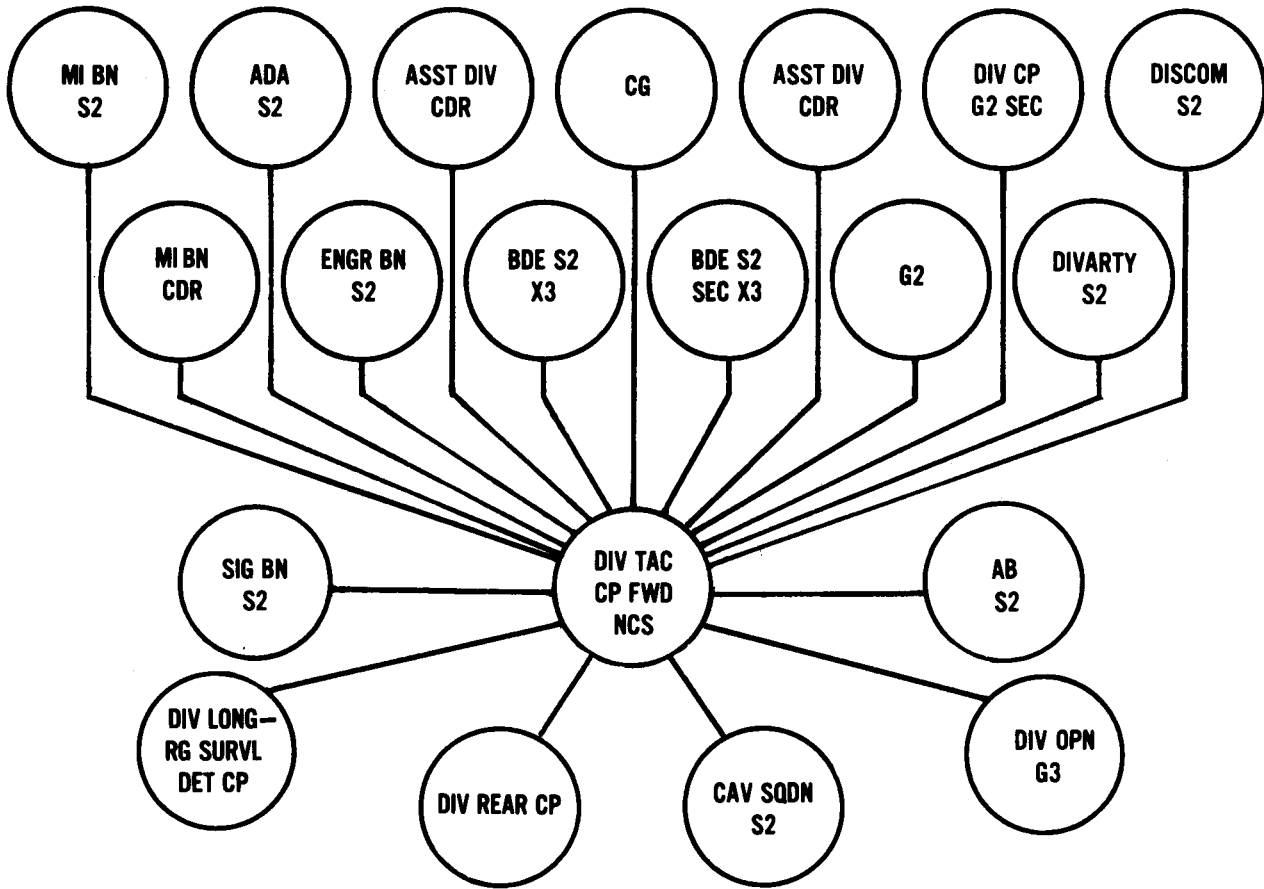 MI BN
S2
ADA
S2
ASST DIV
CDR
CG
ASST DIV
CDR
DIV CP
G2 SEC
DISCOM
S2
MI BN
CDR
ENGR BN
S2
BDE S2
X3
BDE S2
SEC X3
G2
DIVARTY
S2
DIV TAC
CP FWD
NCS
SIG BN
S2
AB
S2
DIV LONG–
RG SURVL
DET CP
DIV REAR CP
CAV SQDN
S2
DIV OPN
G3